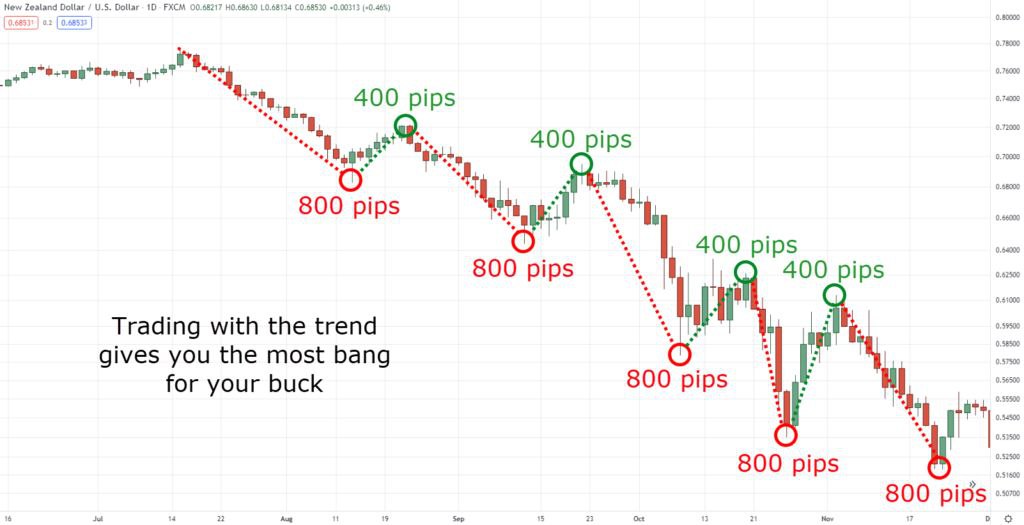 New Zealand Dollar / U.S. Dollar · 1D · FXCM O0.68217 H0.68630 L0.68134 C0.68530 +0.00313 (+0.46%)
0.68531 0.2 0.68533
0.80000
0.78000
0.76000
0.74000
0.72000
0.70000
0.68000
0.66000
0.64000
0.62500
0.61000
0.59500
0.58500
0.57500
0.56500
0.55500
0.54500
0.53500
0.52500
0.51600
0.50700
400 pips
400 pips
800 pips
400 pips
800 pips
400 pips
Trading with the trend
gives you the most bang
for your buck
800 pips
800 pips
800 pips
16 Jul 14 22 Aug 11 19 Sep 15 23 Oct 13 21 Nov 17 D